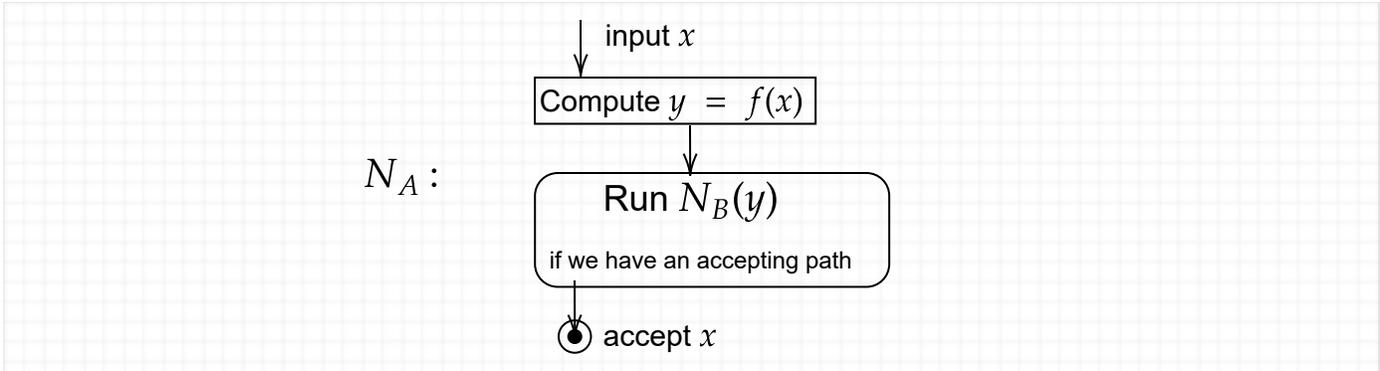 input x
Compute y = f(x)
N_A :
Run N_B(y)
if we have an accepting path
accept x